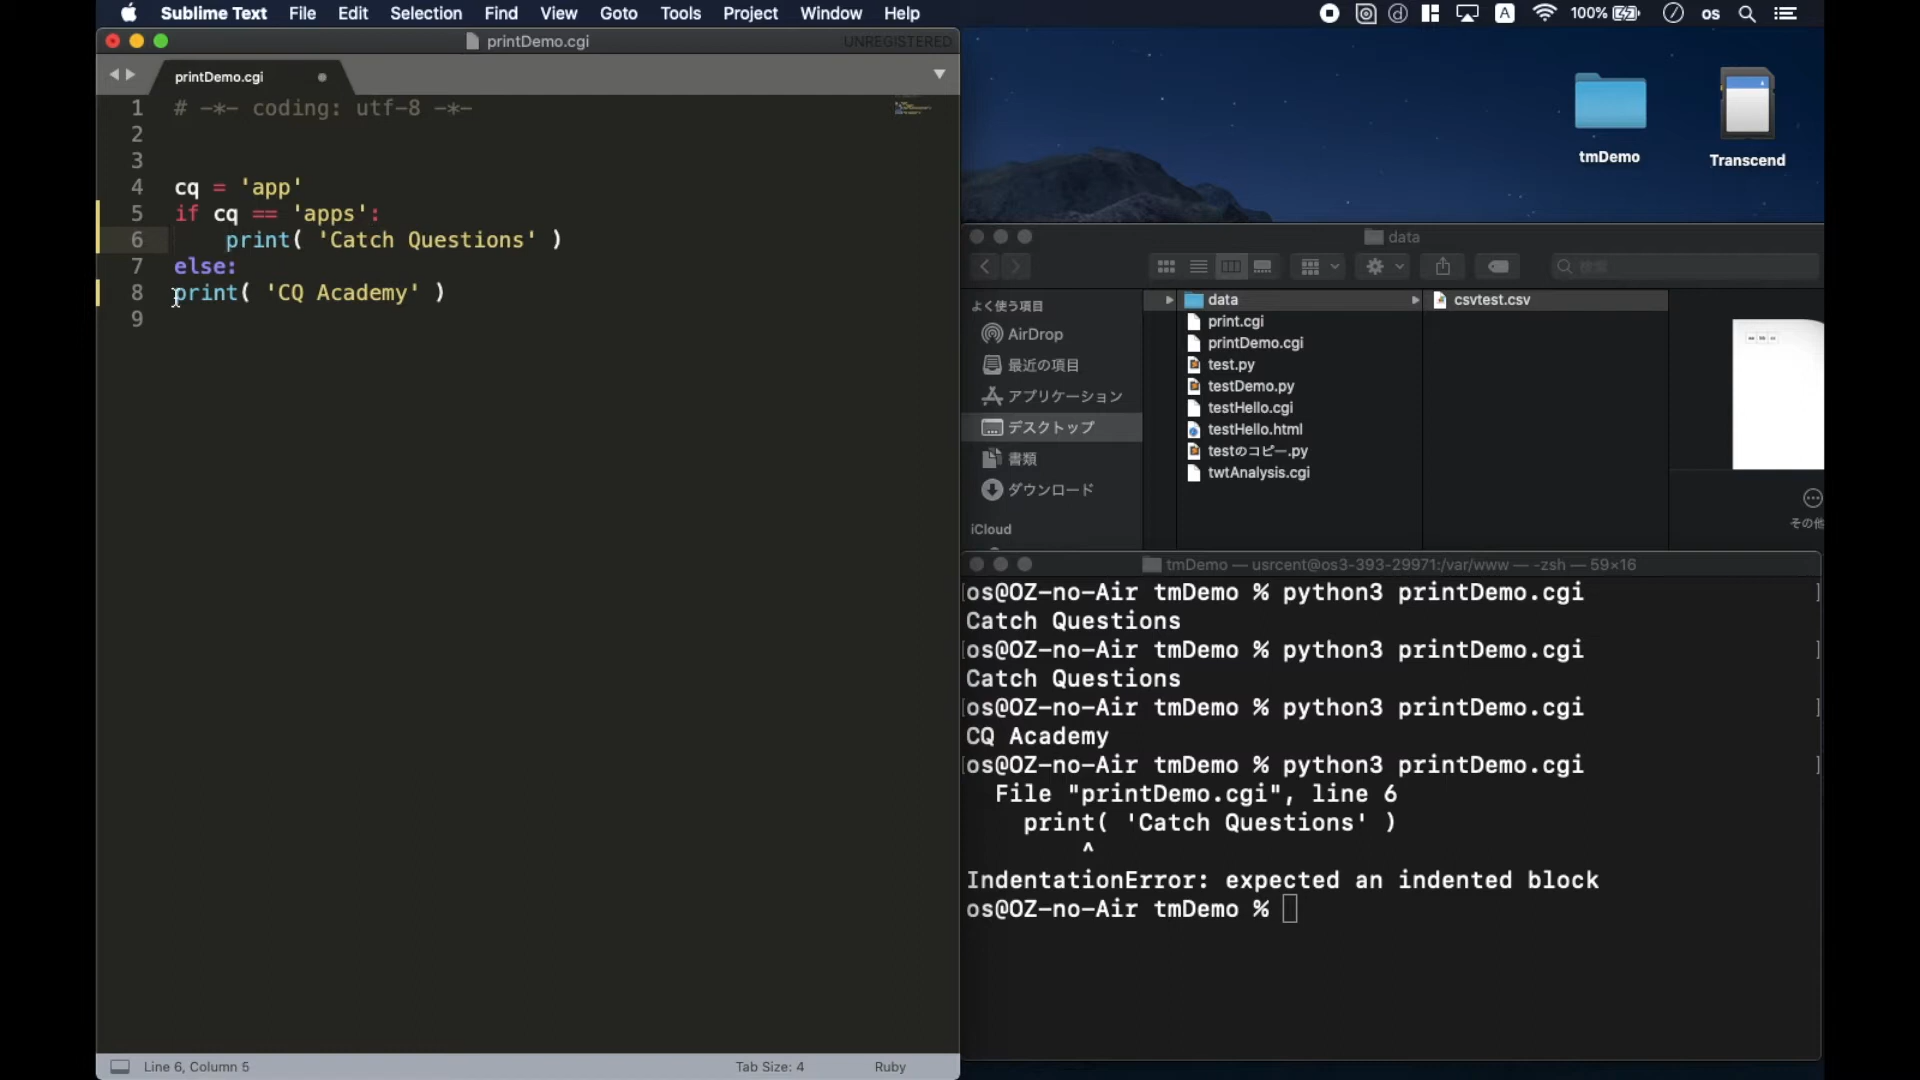 Sublime Text File Edit Selection Find View Goto Tools Project Window Help
A 100% os
printDemo.cgi UNREGISTERED
printDemo.cgi
1 # -*- coding: utf-8 -*-
2
3
4 cq = 'app'
5 if cq == 'apps':
6 print( 'Catch Questions' )
7 else:
8 print( 'CQ Academy' )
9
Line 6, Column 5 Tab Size: 4 Ruby
tmDemo
Transcend
data
検索
よく使う項目
AirDrop
最近の項目
アプリケーション
デスクトップ
書類
ダウンロード
iCloud
data
print.cgi
printDemo.cgi
test.py
testDemo.py
testHello.cgi
testHello.html
testのコピー.py
twtAnalysis.cgi
csvtest.csv
その他
tmDemo — usrcent@os3-393-29971:/var/www — -zsh — 59×16
[os@OZ-no-Air tmDemo % python3 printDemo.cgi ]
Catch Questions
[os@OZ-no-Air tmDemo % python3 printDemo.cgi ]
Catch Questions
[os@OZ-no-Air tmDemo % python3 printDemo.cgi ]
CQ Academy
[os@OZ-no-Air tmDemo % python3 printDemo.cgi ]
File "printDemo.cgi", line 6
print( 'Catch Questions' )
^
IndentationError: expected an indented block
os@OZ-no-Air tmDemo %